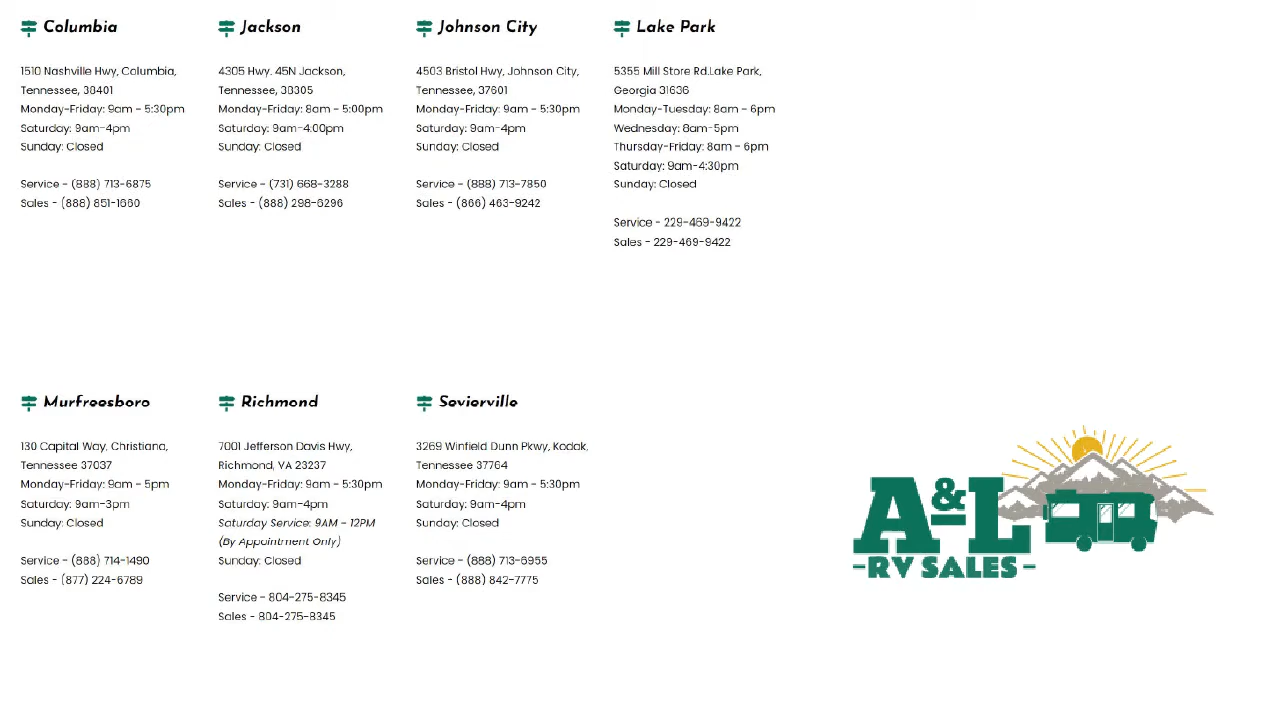 Columbia
1510 Nashville Hwy, Columbia,
Tennessee, 38401
Monday-Friday: 9am - 5:30pm
Saturday: 9am-4pm
Sunday: Closed
Service - (888) 713-6875
Sales - (888) 851-1660
Jackson
4305 Hwy. 45N Jackson,
Tennessee, 38305
Monday-Friday: 8am - 5:00pm
Saturday: 9am-4:00pm
Sunday: Closed
Service - (731) 668-3288
Sales - (888) 298-6296
Johnson City
4503 Bristol Hwy, Johnson City,
Tennessee, 37601
Monday-Friday: 9am - 5:30pm
Saturday: 9am-4pm
Sunday: Closed
Service - (888) 713-7850
Sales - (866) 463-9242
Lake Park
5355 Mill Store Rd.Lake Park,
Georgia 31636
Monday-Tuesday: 8am - 6pm
Wednesday: 8am-5pm
Thursday-Friday: 8am - 6pm
Saturday: 9am-4:30pm
Sunday: Closed
Service - 229-469-9422
Sales - 229-469-9422
Murfreesboro
130 Capital Way, Christiana,
Tennessee 37037
Monday-Friday: 9am - 5pm
Saturday: 9am-3pm
Sunday: Closed
Service - (888) 714-1490
Sales - (877) 224-6789
Richmond
7001 Jefferson Davis Hwy,
Richmond, VA 23237
Monday-Friday: 9am - 5:30pm
Saturday: 9am-4pm
Saturday Service: 9AM - 12PM
(By Appointment Only)
Sunday: Closed
Service - 804-275-8345
Sales - 804-275-8345
Sevierville
3269 Winfield Dunn Pkwy, Kodak,
Tennessee 37764
Monday-Friday: 9am - 5:30pm
Saturday: 9am-4pm
Sunday: Closed
Service - (888) 713-6955
Sales - (888) 842-7775
A&L
-RV SALES-